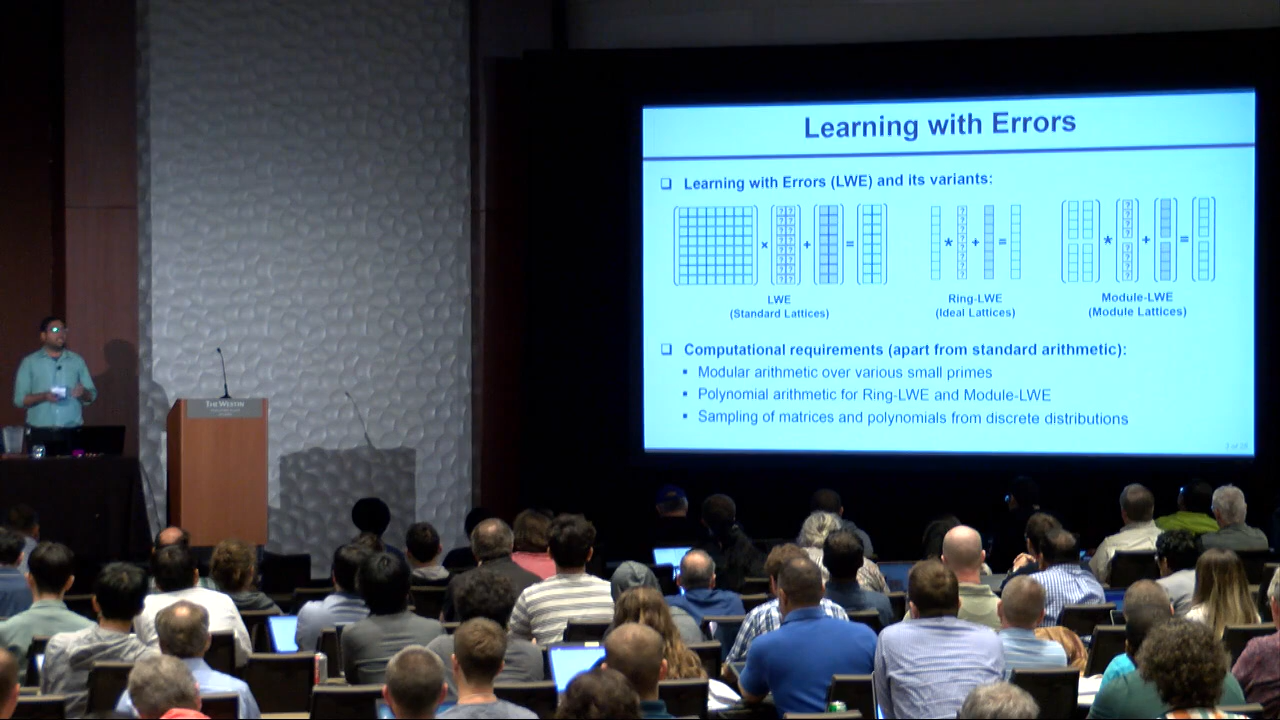 Learning with Errors
❑ Learning with Errors (LWE) and its variants:
× + =
* + =
* + =
LWE
(Standard Lattices)
Ring-LWE
(Ideal Lattices)
Module-LWE
(Module Lattices)
❑ Computational requirements (apart from standard arithmetic):
▪ Modular arithmetic over various small primes
▪ Polynomial arithmetic for Ring-LWE and Module-LWE
▪ Sampling of matrices and polynomials from discrete distributions
THE WESTIN